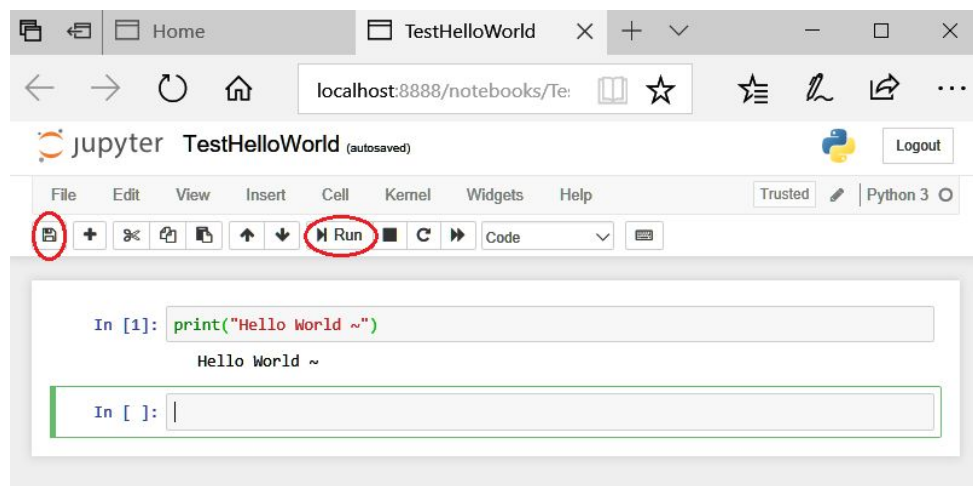 Home TestHelloWorld
localhost:8888/notebooks/Te
jupyter TestHelloWorld (autosaved) Logout
File Edit View Insert Cell Kernel Widgets Help Trusted Python 3
Run Code
In [1]: print("Hello World ~")
Hello World ~
In [ ]: